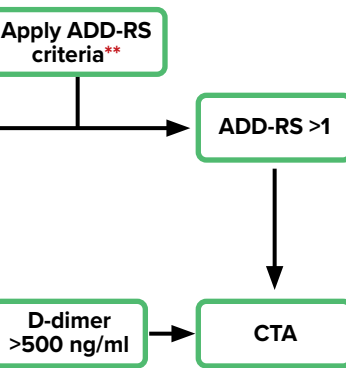 Apply ADD-RS
criteria**
ADD-RS >1
D-dimer
>500 ng/ml
CTA